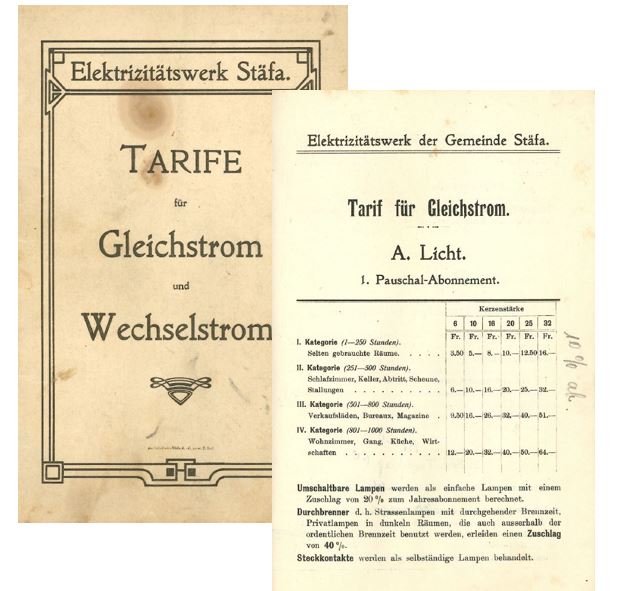 Elektrizitätswerk Stäfa.
TARIFE
für
Gleichstrom
und
Wechselstrom
Elektrizitätswerk der Gemeinde Stäfa.
Tarif für Gleichstrom.
A. Licht.
1. Pauschal-Abonnement.
Kerzenstärke
6 10 16 20 25 32
Fr. Fr. Fr. Fr. Fr. Fr.
I. Kategorie (1—250 Stunden).
Selten gebrauchte Räume. . . . . 3.50 5.— 8.— 10.— 12.50 16.—
II. Kategorie (251—500 Stunden).
Schlafzimmer, Keller, Abtritt, Scheune,
Stallungen . . . . . . . . . . 6.— 10.— 16.— 20.— 25.— 32.—
III. Kategorie (501—800 Stunden).
Verkaufsläden, Bureaux, Magazine . 9.50 16.— 26.— 32.— 40.— 51.—
IV. Kategorie (801—1000 Stunden).
Wohnzimmer, Gang, Küche, Wirt-
schaften . . . . . . . . . . . 12.— 20.— 32.— 40.— 50.— 64.—
10% ab.
Umschaltbare Lampen werden als einfache Lampen mit einem
Zuschlag von 20 % zum Jahresabonnement berechnet.
Durchbrenner d. h. Strassenlampen mit durchgehender Brennzeit,
Privatlampen in dunkeln Räumen, die auch ausserhalb der
ordentlichen Brennzeit benutzt werden, erleiden einen Zuschlag
von 40 %.
Steckkontakte werden als selbständige Lampen behandelt.